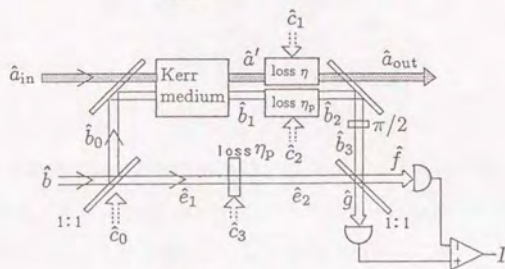 ĉ₁
â_in
Kerr medium
â′
loss η
â_out
loss η_p
b̂₀
b̂₁
b̂₂
π/2
b̂₃
ĉ₂
loss η_p
b̂
f̂
ê₁
ê₂
ĝ
1:1
ĉ₀
ĉ₃
1:1
−
+
I